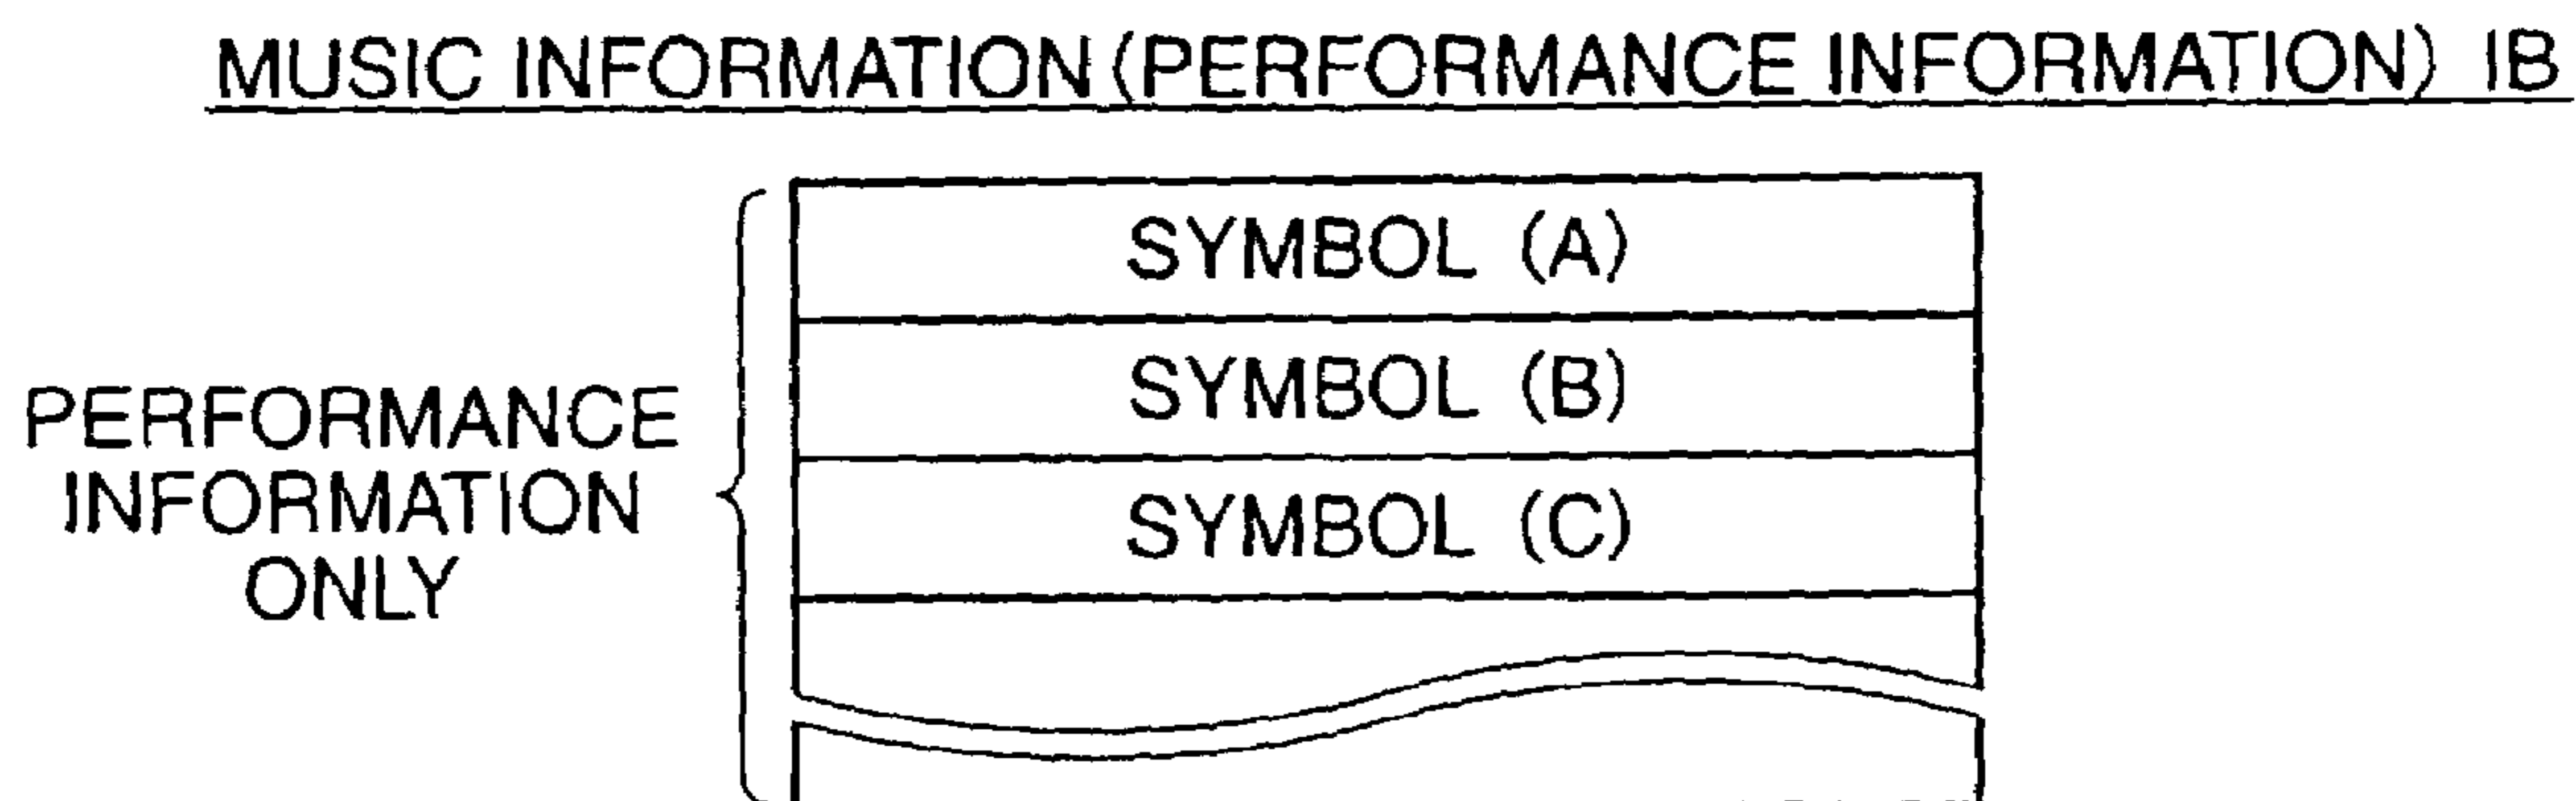 MUSIC INFORMATION (PERFORMANCE INFORMATION) IB
SYMBOL (A)
SYMBOL (B)
SYMBOL (C)
PERFORMANCE
INFORMATION
ONLY